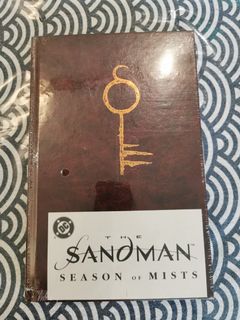 DC
THE
SANDMAN
SEASON OF MISTS